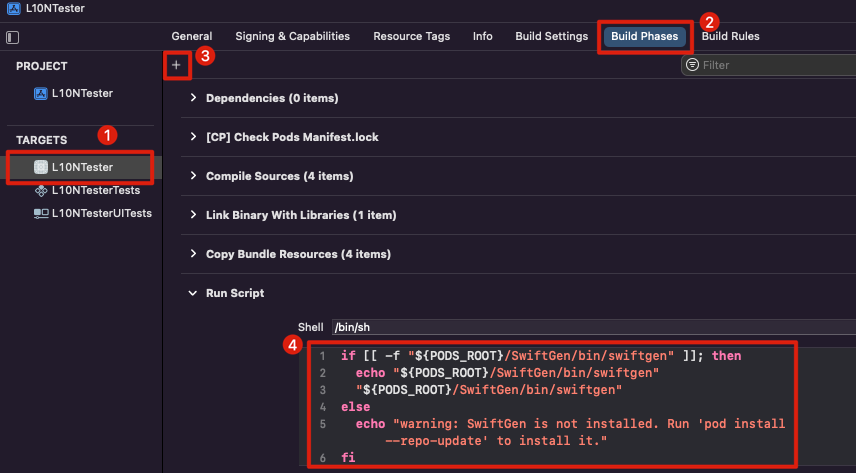 L10NTester
General Signing & Capabilities Resource Tags Info Build Settings Build Phases 2 Build Rules
PROJECT
+ 3 Filter
L10NTester
Dependencies (0 items)
TARGETS 1
[CP] Check Pods Manifest.lock
L10NTester
Compile Sources (4 items)
L10NTesterTests
L10NTesterUITests
Link Binary With Libraries (1 item)
Copy Bundle Resources (4 items)
Run Script
Shell /bin/sh
4
1 if [[ -f "${PODS_ROOT}/SwiftGen/bin/swiftgen" ]]; then
2 echo "${PODS_ROOT}/SwiftGen/bin/swiftgen"
3 "${PODS_ROOT}/SwiftGen/bin/swiftgen"
4 else
5 echo "warning: SwiftGen is not installed. Run 'pod install
--repo-update' to install it."
6 fi